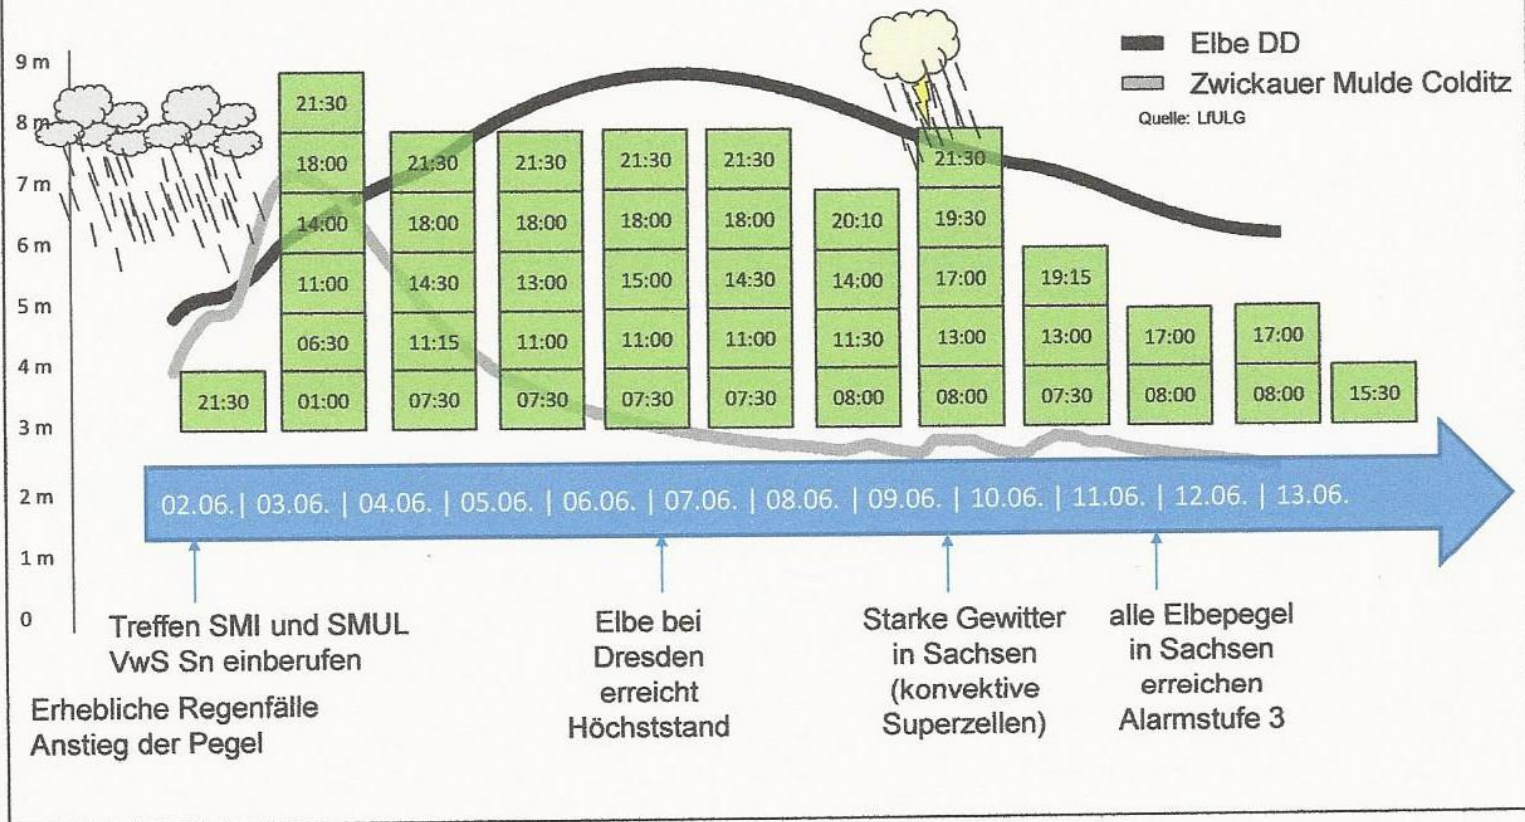 Elbe DD
Zwickauer Mulde Colditz
Quelle: LfULG
9 m
8 m
7 m
6 m
5 m
4 m
3 m
2 m
1 m
0
21:30
21:30
18:00
14:00
11:00
06:30
01:00
21:30
18:00
14:30
11:15
07:30
21:30
18:00
13:00
11:00
07:30
21:30
18:00
15:00
11:00
07:30
21:30
18:00
14:30
11:00
07:30
20:10
14:00
11:30
08:00
21:30
19:30
17:00
13:00
08:00
19:15
13:00
07:30
17:00
08:00
17:00
08:00
15:30
02.06. | 03.06. | 04.06. | 05.06. | 06.06. | 07.06. | 08.06. | 09.06. | 10.06. | 11.06. | 12.06. | 13.06.
Treffen SMI und SMUL
VwS Sn einberufen
Erhebliche Regenfälle
Anstieg der Pegel
Elbe bei
Dresden
erreicht
Höchststand
Starke Gewitter
in Sachsen
(konvektive
Superzellen)
alle Elbepegel
in Sachsen
erreichen
Alarmstufe 3